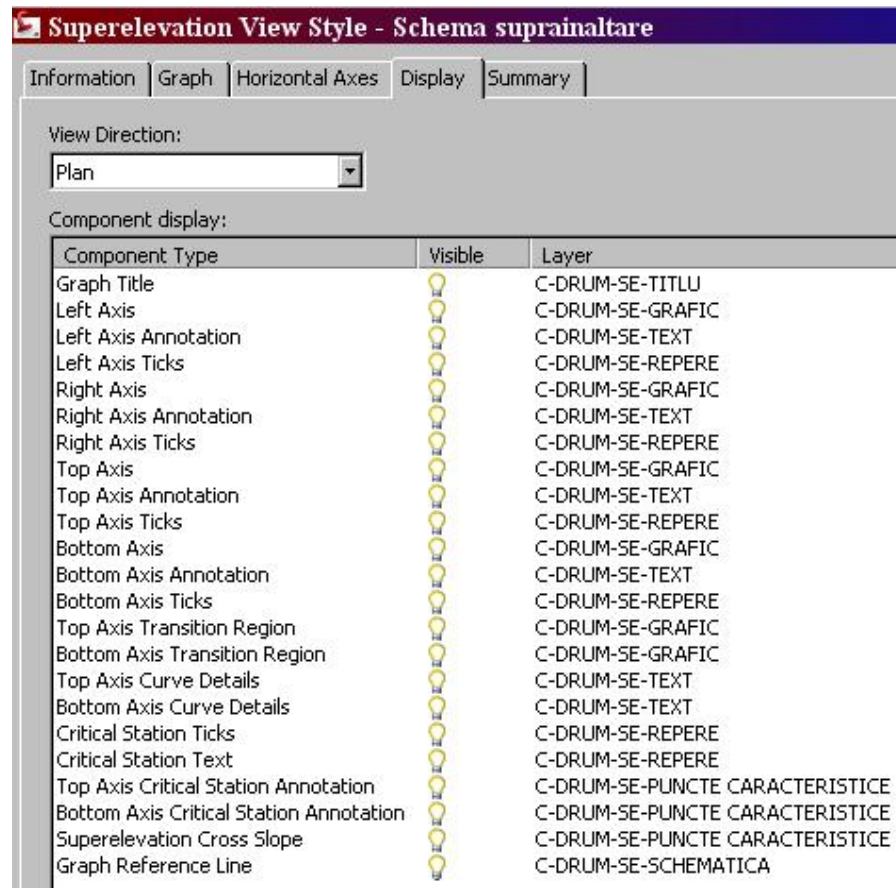 Superelevation View Style - Schema suprainaltare
Information Graph Horizontal Axes Display Summary
View Direction:
Plan
Component display:
Component Type Visible Layer
Graph Title C-DRUM-SE-TITLU
Left Axis C-DRUM-SE-GRAFIC
Left Axis Annotation C-DRUM-SE-TEXT
Left Axis Ticks C-DRUM-SE-REPERE
Right Axis C-DRUM-SE-GRAFIC
Right Axis Annotation C-DRUM-SE-TEXT
Right Axis Ticks C-DRUM-SE-REPERE
Top Axis C-DRUM-SE-GRAFIC
Top Axis Annotation C-DRUM-SE-TEXT
Top Axis Ticks C-DRUM-SE-REPERE
Bottom Axis C-DRUM-SE-GRAFIC
Bottom Axis Annotation C-DRUM-SE-TEXT
Bottom Axis Ticks C-DRUM-SE-REPERE
Top Axis Transition Region C-DRUM-SE-GRAFIC
Bottom Axis Transition Region C-DRUM-SE-GRAFIC
Top Axis Curve Details C-DRUM-SE-TEXT
Bottom Axis Curve Details C-DRUM-SE-TEXT
Critical Station Ticks C-DRUM-SE-REPERE
Critical Station Text C-DRUM-SE-REPERE
Top Axis Critical Station Annotation C-DRUM-SE-PUNCTE CARACTERISTICE
Bottom Axis Critical Station Annotation C-DRUM-SE-PUNCTE CARACTERISTICE
Superelevation Cross Slope C-DRUM-SE-PUNCTE CARACTERISTICE
Graph Reference Line C-DRUM-SE-SCHEMATICA